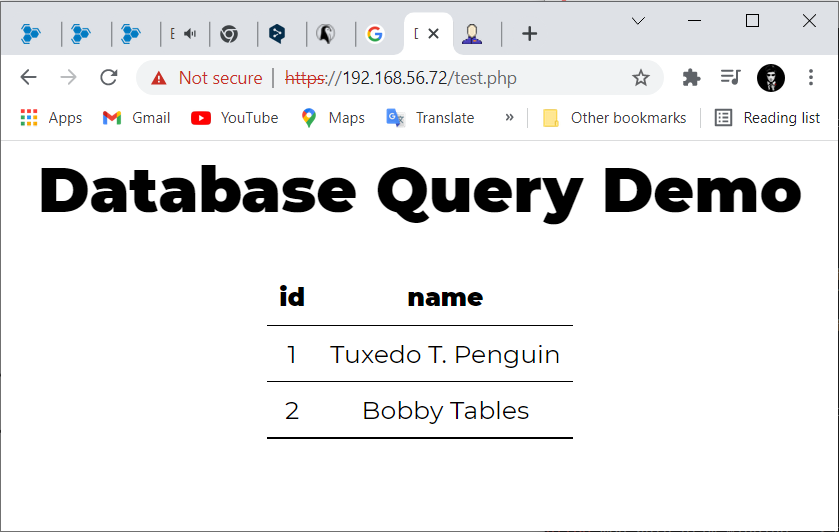 E
D
Not secure | https://192.168.56.72/test.php
Apps Gmail YouTube Maps Translate » Other bookmarks Reading list
Database Query Demo
id name
1 Tuxedo T. Penguin
2 Bobby Tables